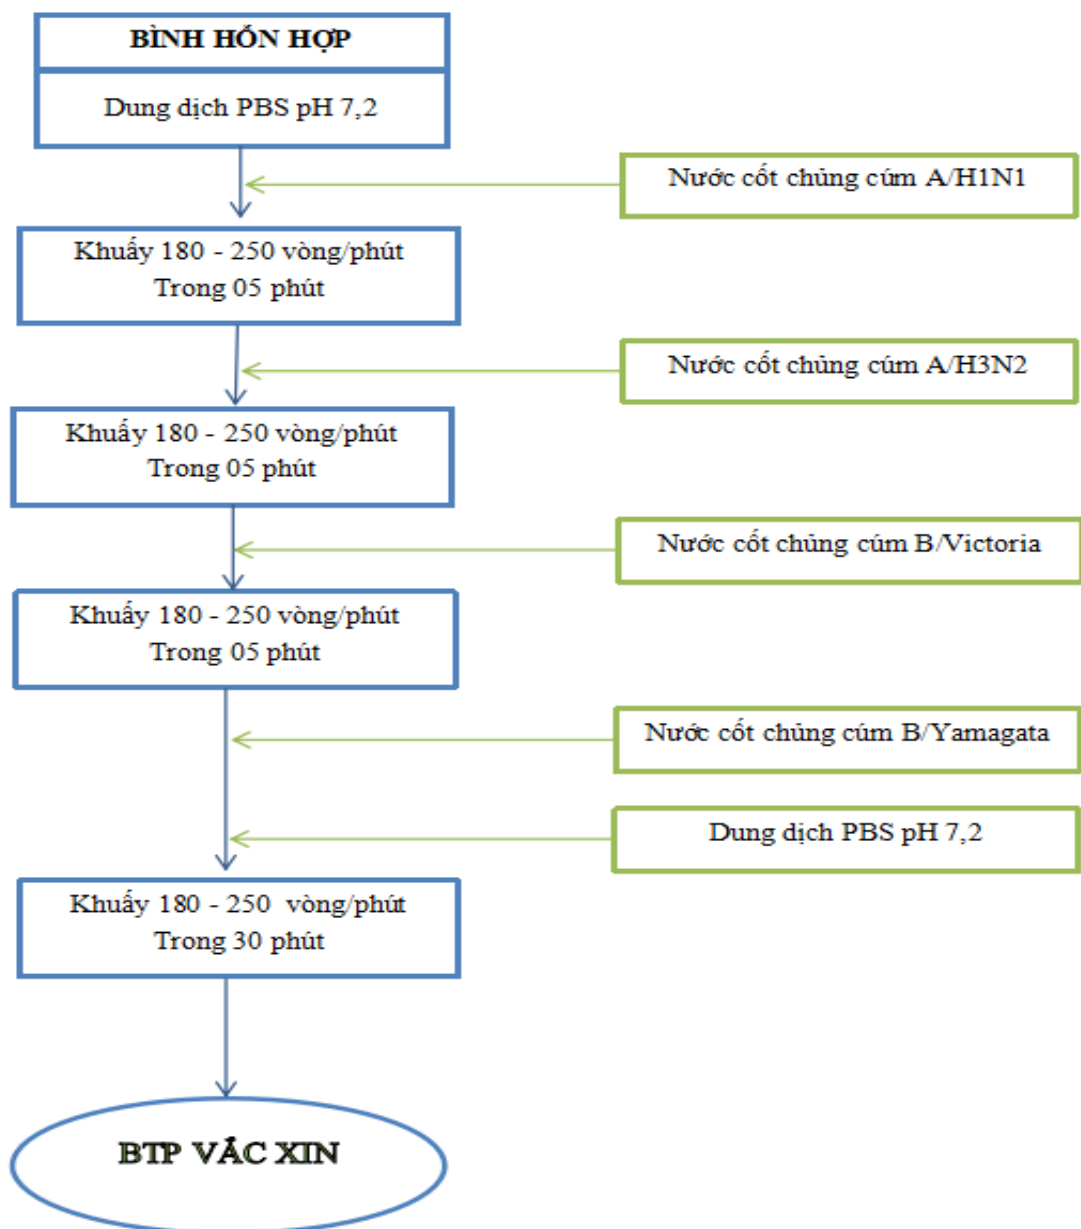 BÌNH HỖN HỢP
Dung dịch PBS pH 7,2
Nước cốt chủng cúm A/H1N1
Khuấy 180 - 250 vòng/phút
Trong 05 phút
Nước cốt chủng cúm A/H3N2
Khuấy 180 - 250 vòng/phút
Trong 05 phút
Nước cốt chủng cúm B/Victoria
Khuấy 180 - 250 vòng/phút
Trong 05 phút
Nước cốt chủng cúm B/Yamagata
Dung dịch PBS pH 7,2
Khuấy 180 - 250 vòng/phút
Trong 30 phút
BTP VẮC XIN